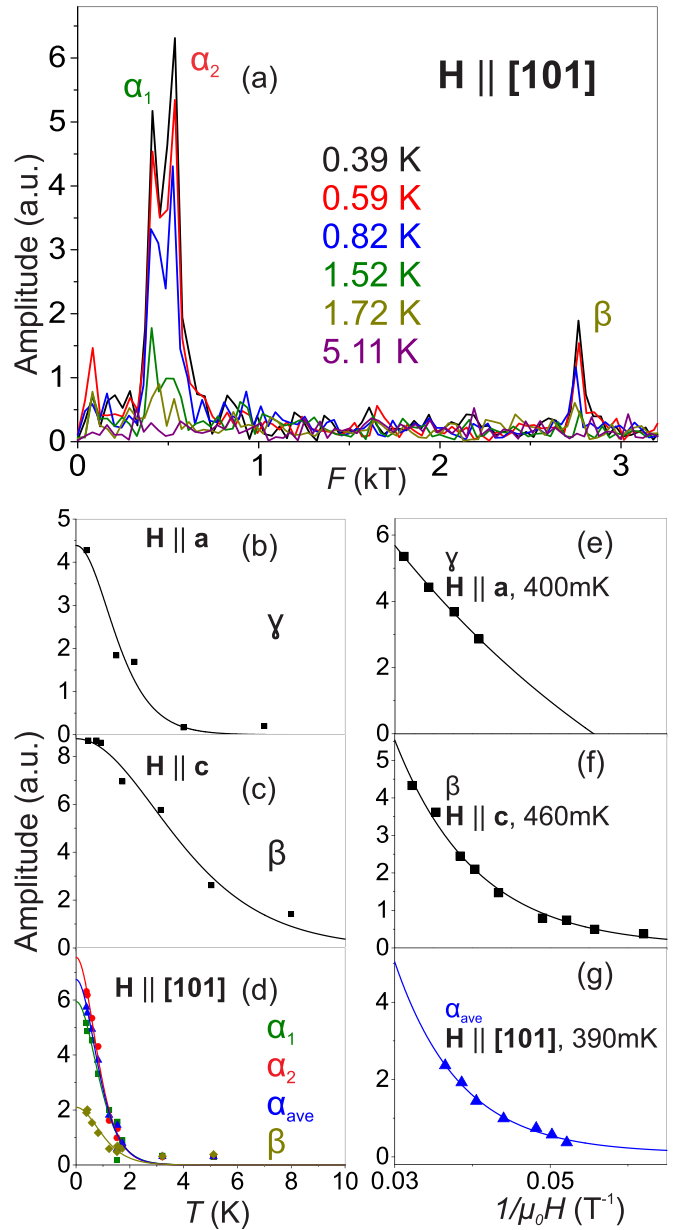 6
5
4
3
2
1
0
Amplitude (a.u.)
α1
α2
(a)
H || [101]
0.39 K
0.59 K
0.82 K
1.52 K
1.72 K
5.11 K
β
0 1 2 3
F (kT)
5
4
3
2
1
0
H || a
(b)
γ
8
6
4
2
0
H || c
(c)
β
Amplitude (a.u.)
6
4
2
0
H || [101]
(d)
α1
α2
αave
β
0 2 4 6 8 10
T (K)
6
4
2
0
(e)
γ
H || a, 400mK
5
4
3
2
1
0
(f)
β
H || c, 460mK
4
2
0
(g)
αave
H || [101], 390mK
0.03 0.05
1/μ0H (T-1)